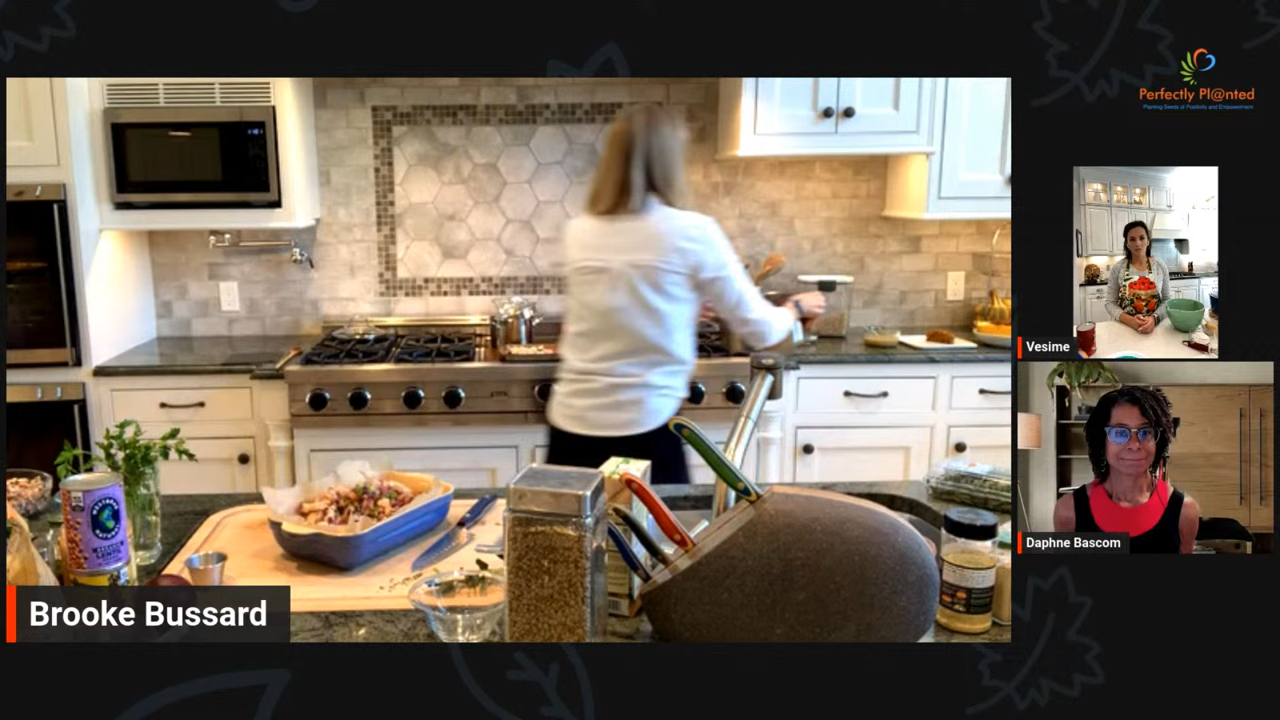 Perfectly Pl@nted
Planting Seeds of Positivity and Empowerment
Vesime
Daphne Bascom
Brooke Bussard